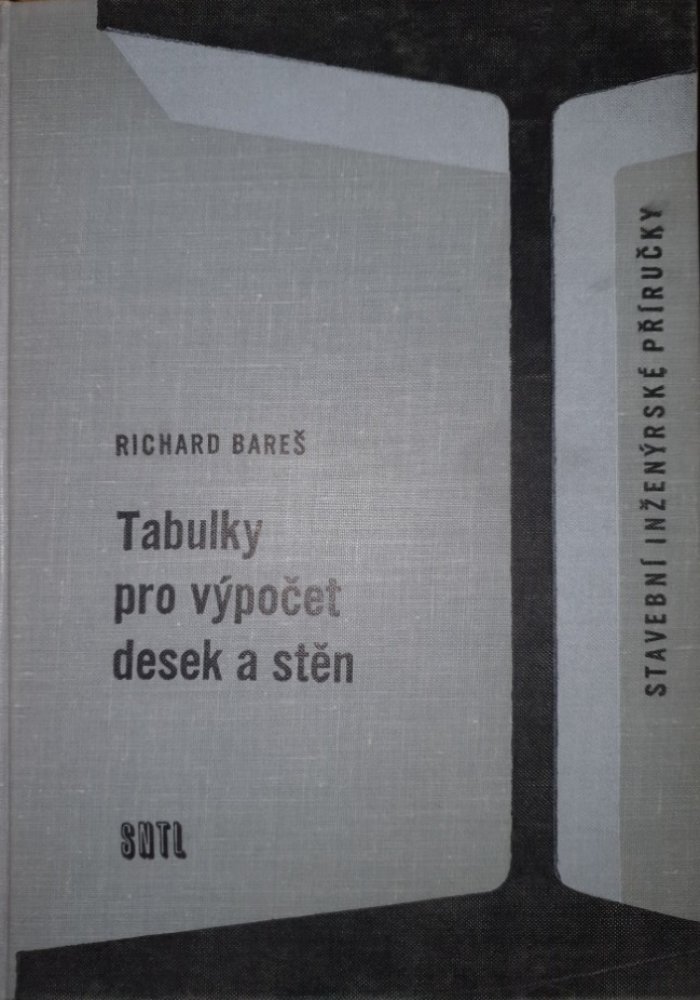 RICHARD BAREŠ
Tabulky
pro výpočet
desek a stěn
SNTL
STAVEBNÍ INŽENÝRSKÉ PŘÍRUČKY